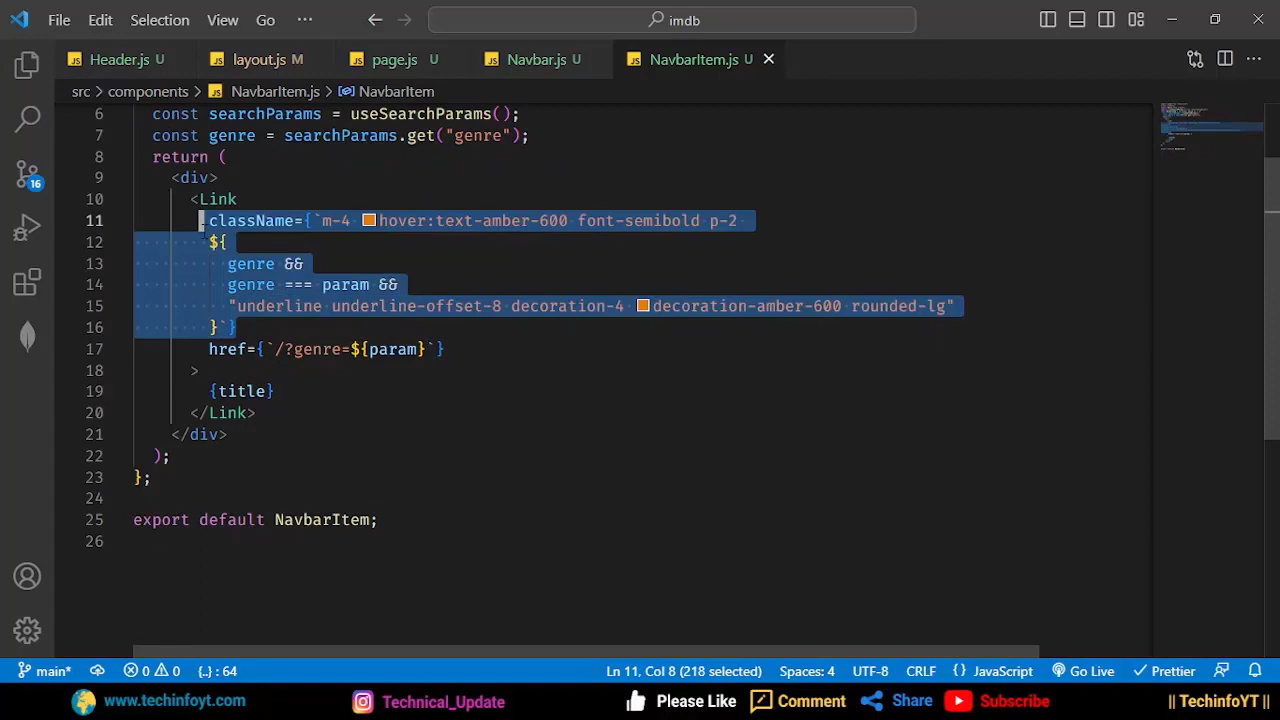 File Edit Selection View Go ··· imdb
Header.js U layout.js M page.js U Navbar.js U NavbarItem.js U
src > components > NavbarItem.js > NavbarItem
6 const searchParams = useSearchParams();
7 const genre = searchParams.get("genre");
8 return (
9 <div>
10 <Link
11 className={`m-4 hover:text-amber-600 font-semibold p-2
12 ${
13 genre &&
14 genre === param &&
15 "underline underline-offset-8 decoration-4 decoration-amber-600 rounded-lg"
16 }`}
17 href={`/?genre=${param}`}
18 >
19 {title}
20 </Link>
21 </div>
22 );
23 };
24
25 export default NavbarItem;
26
16
main* 0 0 {..} : 64 Ln 11, Col 8 (218 selected) Spaces: 4 UTF-8 CRLF {} JavaScript Go Live Prettier
www.techinfoyt.com Technical_Update Please Like Comment Share Subscribe || TechinfoYT ||